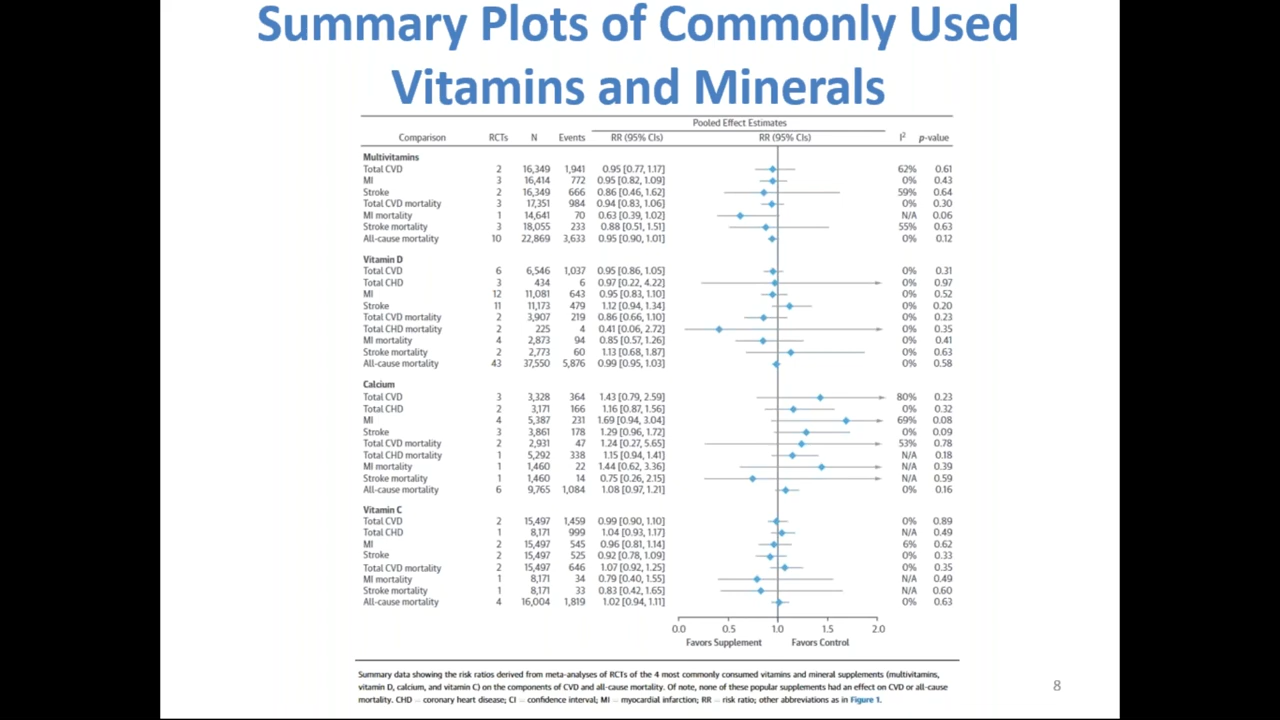 Summary Plots of Commonly Used
Vitamins and Minerals
Pooled Effect Estimates
Comparison RCTs N Events RR (95% CIs) RR (95% CIs) I² p-value
Multivitamins
Total CVD 2 16,349 1,941 0.95 [0.77, 1.17] 62% 0.61
MI 3 16,414 772 0.95 [0.82, 1.09] 0% 0.43
Stroke 2 16,349 666 0.86 [0.46, 1.62] 59% 0.64
Total CVD mortality 3 17,351 984 0.94 [0.83, 1.06] 0% 0.30
MI mortality 1 14,641 70 0.63 [0.39, 1.02] N/A 0.06
Stroke mortality 3 18,055 233 0.88 [0.51, 1.51] 55% 0.63
All-cause mortality 10 22,869 3,633 0.95 [0.90, 1.01] 0% 0.12
Vitamin D
Total CVD 6 6,546 1,037 0.95 [0.86, 1.05] 0% 0.31
Total CHD 3 434 6 0.97 [0.22, 4.22] 0% 0.97
MI 12 11,081 643 0.95 [0.83, 1.10] 0% 0.52
Stroke 11 11,173 479 1.12 [0.94, 1.34] 0% 0.20
Total CVD mortality 2 3,907 219 0.86 [0.66, 1.10] 0% 0.23
Total CHD mortality 2 225 4 0.41 [0.06, 2.72] 0% 0.35
MI mortality 4 2,873 94 0.85 [0.57, 1.26] 0% 0.41
Stroke mortality 2 2,773 60 1.13 [0.68, 1.87] 0% 0.63
All-cause mortality 43 37,550 5,876 0.99 [0.95, 1.03] 0% 0.58
Calcium
Total CVD 3 3,328 364 1.43 [0.79, 2.59] 80% 0.23
Total CHD 2 3,171 166 1.16 [0.87, 1.56] 0% 0.32
MI 4 5,387 231 1.69 [0.94, 3.04] 69% 0.08
Stroke 3 3,861 178 1.29 [0.96, 1.72] 0% 0.09
Total CVD mortality 2 2,931 47 1.24 [0.27, 5.65] 53% 0.78
Total CHD mortality 1 5,292 338 1.15 [0.94, 1.41] N/A 0.18
MI mortality 1 1,460 22 1.44 [0.62, 3.36] N/A 0.39
Stroke mortality 1 1,460 14 0.75 [0.26, 2.15] N/A 0.59
All-cause mortality 6 9,765 1,084 1.08 [0.97, 1.21] 0% 0.16
Vitamin C
Total CVD 2 15,497 1,459 0.99 [0.90, 1.10] 0% 0.89
Total CHD 1 8,171 999 1.04 [0.93, 1.17] N/A 0.49
MI 2 15,497 545 0.96 [0.81, 1.14] 6% 0.62
Stroke 2 15,497 525 0.92 [0.78, 1.09] 0% 0.33
Total CVD mortality 2 15,497 646 1.07 [0.92, 1.25] 0% 0.35
MI mortality 1 8,171 34 0.79 [0.40, 1.55] N/A 0.49
Stroke mortality 1 8,171 33 0.83 [0.42, 1.65] N/A 0.60
All-cause mortality 4 16,004 1,819 1.02 [0.94, 1.11] 0% 0.63
0.0 0.5 1.0 1.5 2.0
Favors Supplement Favors Control
Summary data showing the risk ratios derived from meta-analyses of RCTs of the 4 most commonly consumed vitamins and mineral supplements (multivitamins,
vitamin D, calcium, and vitamin C) on the components of CVD and all-cause mortality. Of note, none of these popular supplements had an effect on CVD or all-cause
mortality. CHD = coronary heart disease; CI = confidence interval; MI = myocardial infarction; RR = risk ratio; other abbreviations as in Figure 1.
8